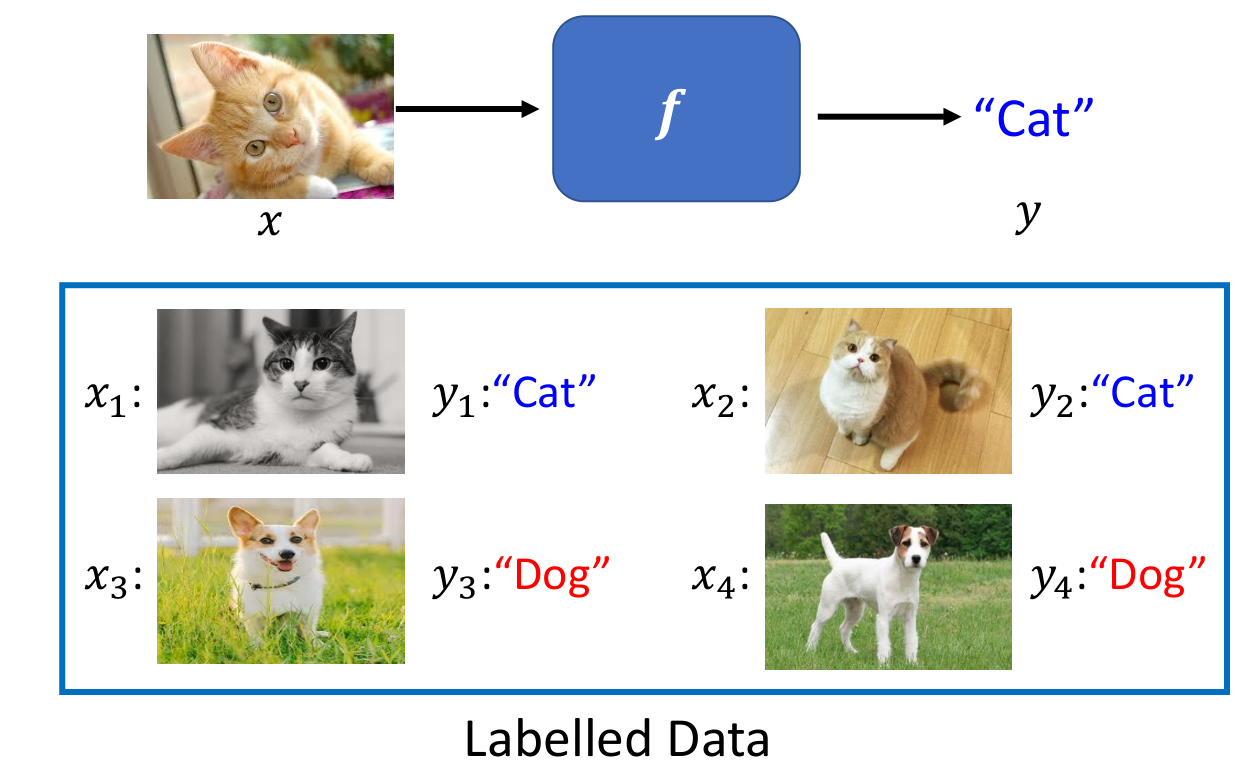 f
“Cat”
x
y
x₁: y₁:“Cat” x₂: y₂:“Cat”
x₃: y₃:“Dog” x₄: y₄:“Dog”
Labelled Data